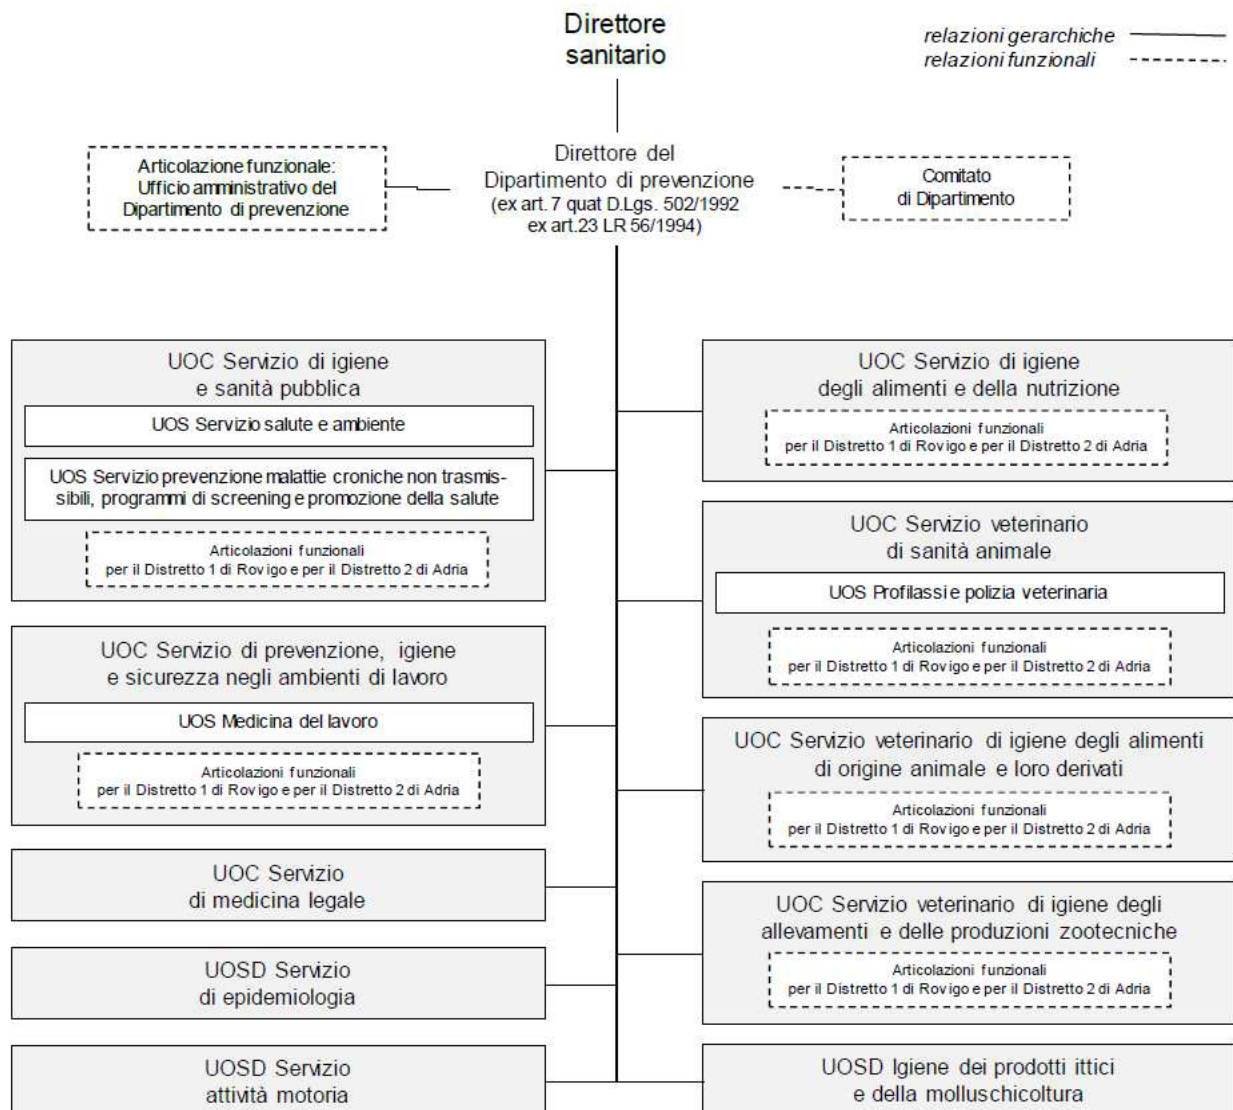 Direttore
sanitario
relazioni gerarchiche
relazioni funzionali
Articolazione funzionale:
Ufficio amministrativo del
Dipartimento di prevenzione
Direttore del
Dipartimento di prevenzione
(ex art. 7 quat D.Lgs. 502/1992
ex art.23 LR 56/1994)
Comitato
di Dipartimento
UOC Servizio di igiene
e sanità pubblica
UOS Servizio salute e ambiente
UOS Servizio prevenzione malattie croniche non trasmis-
sibili, programmi di screening e promozione della salute
Articolazioni funzionali
per il Distretto 1 di Rovigo e per il Distretto 2 di Adria
UOC Servizio di prevenzione, igiene
e sicurezza negli ambienti di lavoro
UOS Medicina del lavoro
Articolazioni funzionali
per il Distretto 1 di Rovigo e per il Distretto 2 di Adria
UOC Servizio
di medicina legale
UOSD Servizio
di epidemiologia
UOSD Servizio
attività motoria
UOC Servizio di igiene
degli alimenti e della nutrizione
Articolazioni funzionali
per il Distretto 1 di Rovigo e per il Distretto 2 di Adria
UOC Servizio veterinario
di sanità animale
UOS Profilassi e polizia veterinaria
Articolazioni funzionali
per il Distretto 1 di Rovigo e per il Distretto 2 di Adria
UOC Servizio veterinario di igiene degli alimenti
di origine animale e loro derivati
Articolazioni funzionali
per il Distretto 1 di Rovigo e per il Distretto 2 di Adria
UOC Servizio veterinario di igiene degli
allevamenti e delle produzioni zootecniche
Articolazioni funzionali
per il Distretto 1 di Rovigo e per il Distretto 2 di Adria
UOSD Igiene dei prodotti ittici
e della molluschicoltura